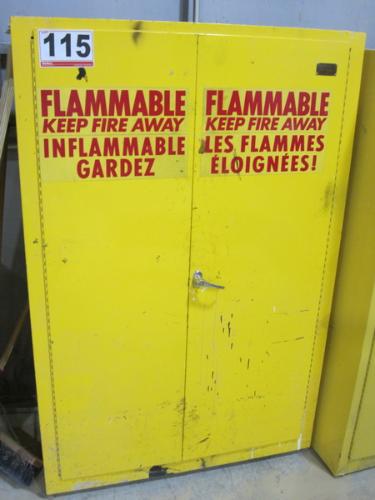 115
FLAMMABLE
KEEP FIRE AWAY
INFLAMMABLE
GARDEZ
FLAMMABLE
KEEP FIRE AWAY
LES FLAMMES
ÉLOIGNÉES!